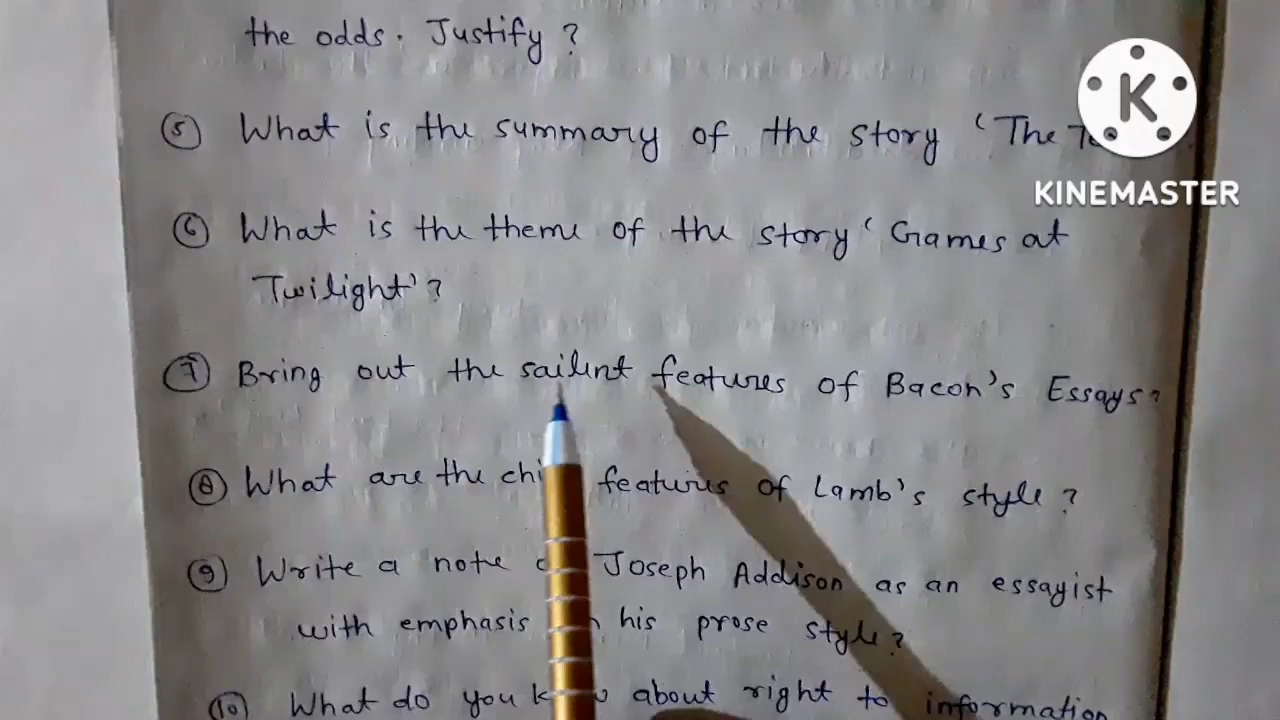 the odds. Justify?
⑤ What is the summary of the story 'The
KINEMASTER
⑥ What is the theme of the story 'Games at
Twilight'?
⑦ Bring out the sailent features of Bacon's Essays?
⑧ What are the features of Lamb's style?
⑨ Write a note Joseph Addison as an essayist
with emphasis his prose style?
⑩ What do you about right to information